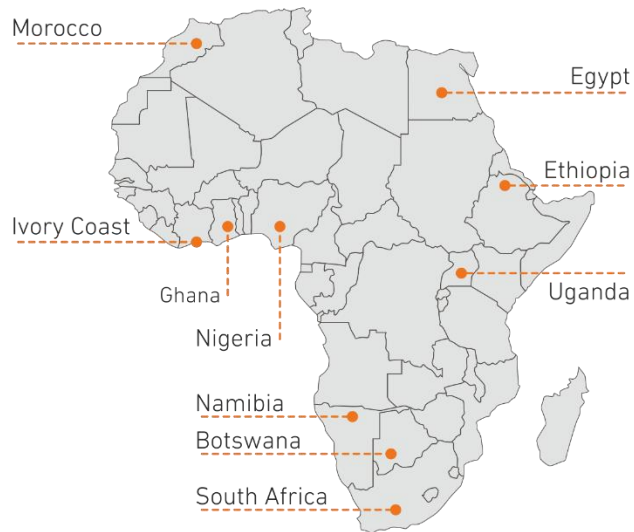 Morocco
Egypt
Ethiopia
Ivory Coast
Ghana
Uganda
Nigeria
Namibia
Botswana
South Africa